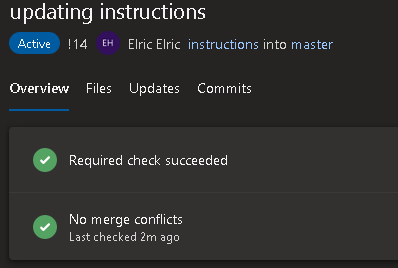 updating instructions
Active !14 EH Elric Elric instructions into master
Overview Files Updates Commits
Required check succeeded
No merge conflicts
Last checked 2m ago